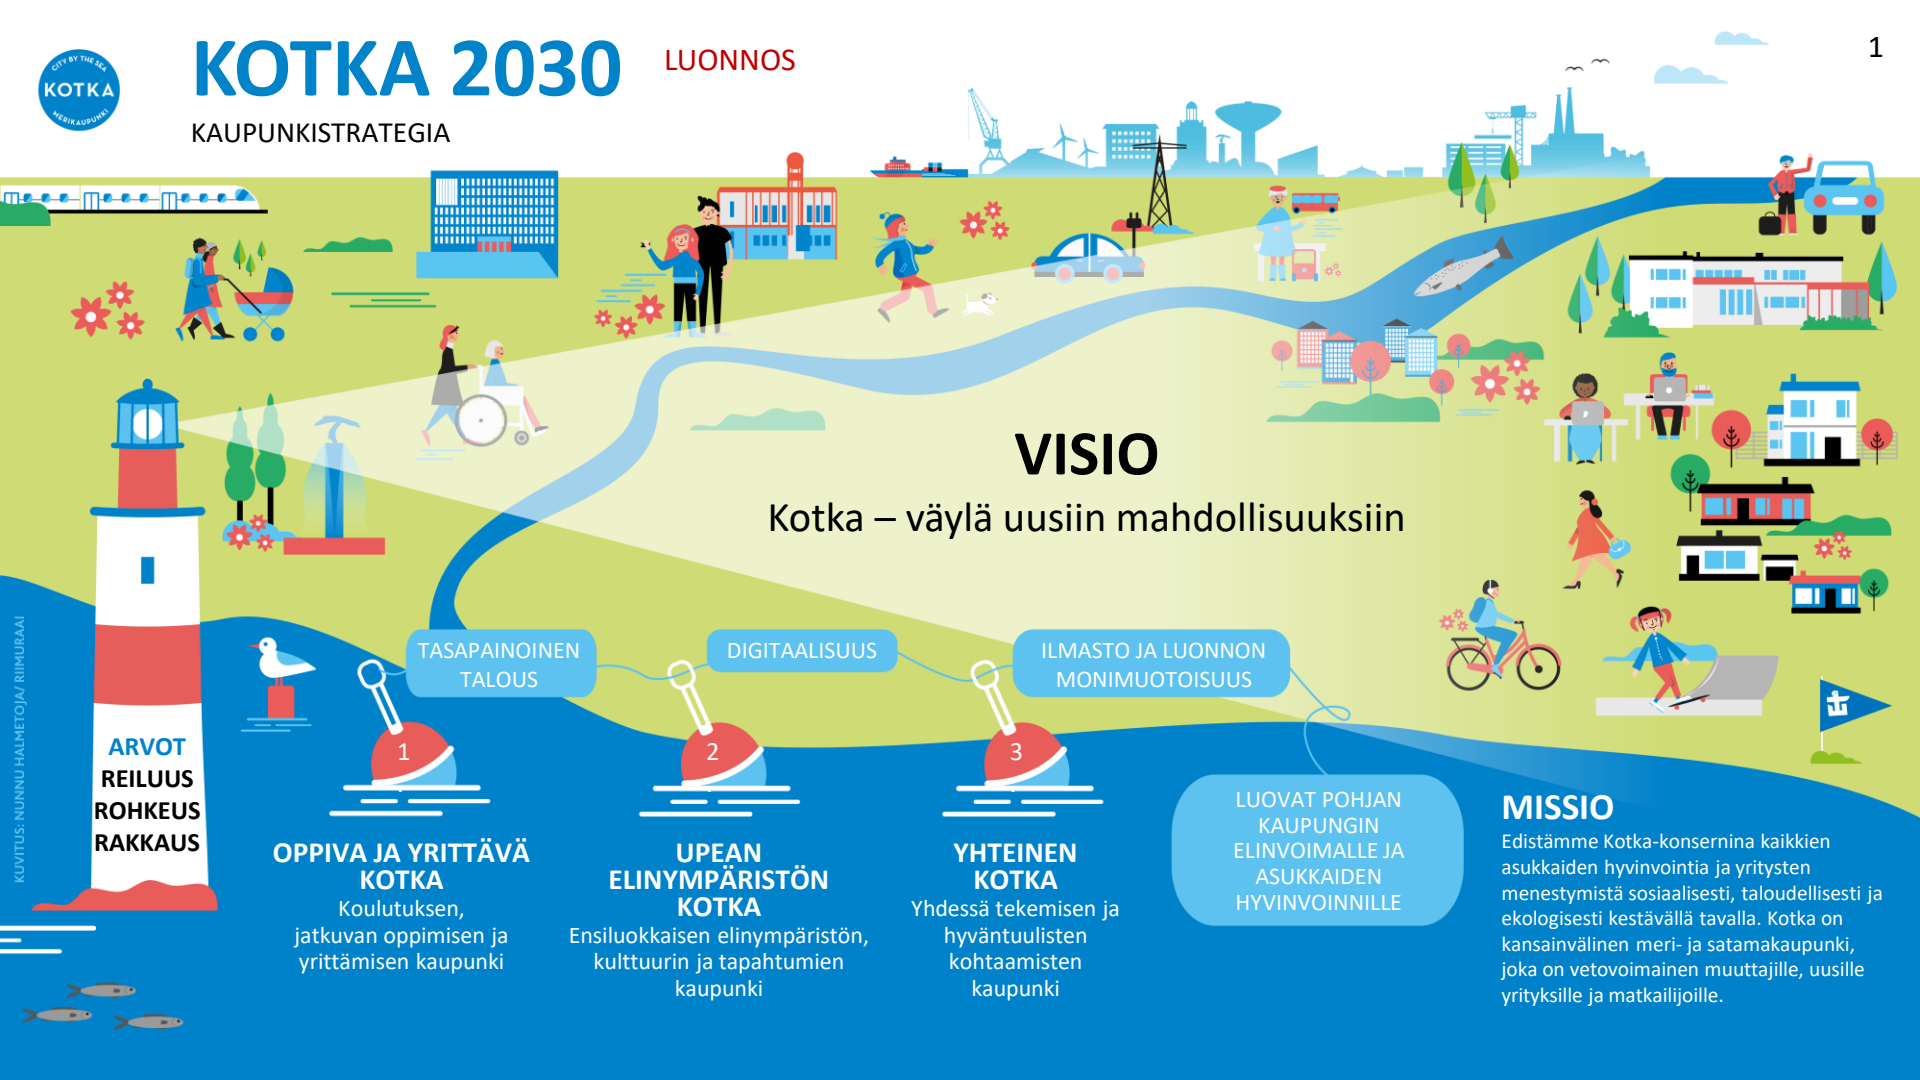 CITY BY THE SEA
KOTKA
MERIKAUPUNKI
KOTKA 2030
LUONNOS
KAUPUNKISTRATEGIA
1
VISIO
Kotka – väylä uusiin mahdollisuuksiin
TASAPAINOINEN
TALOUS
DIGITAALISUUS
ILMASTO JA LUONNON
MONIMUOTOISUUS
LUOVAT POHJAN
KAUPUNGIN
ELINVOIMALLE JA
ASUKKAIDEN
HYVINVOINNILLE
KUVITUS: NUNNU HALMETOJA/ RIIMURAAI
ARVOT
REILUUS
ROHKEUS
RAKKAUS
1
OPPIVA JA YRITTÄVÄ
KOTKA
Koulutuksen,
jatkuvan oppimisen ja
yrittämisen kaupunki
2
UPEAN
ELINYMPÄRISTÖN
KOTKA
Ensiluokkaisen elinympäristön,
kulttuurin ja tapahtumien
kaupunki
3
YHTEINEN
KOTKA
Yhdessä tekemisen ja
hyväntuulisten
kohtaamisten
kaupunki
MISSIO
Edistämme Kotka-konsernina kaikkien
asukkaiden hyvinvointia ja yritysten
menestymistä sosiaalisesti, taloudellisesti ja
ekologisesti kestävällä tavalla. Kotka on
kansainvälinen meri- ja satamakaupunki,
joka on vetovoimainen muuttajille, uusille
yrityksille ja matkailijoille.